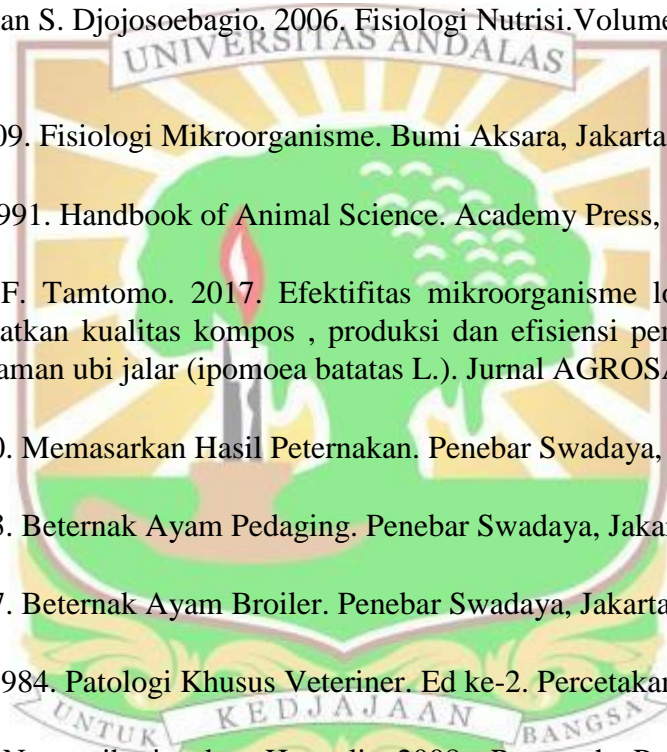 an S. Djojosoebagio. 2006. Fisiologi Nutrisi.Volume
UNIVERSITAS ANDALAS
09. Fisiologi Mikroorganisme. Bumi Aksara, Jakarta
991. Handbook of Animal Science. Academy Press,
F. Tamtomo. 2017. Efektifitas mikroorganisme lo
atkan kualitas kompos , produksi dan efisiensi per
aman ubi jalar (ipomoea batatas L.). Jurnal AGROSA
0. Memasarkan Hasil Peternakan. Penebar Swadaya,
3. Beternak Ayam Pedaging. Penebar Swadaya, Jakar
7. Beternak Ayam Broiler. Penebar Swadaya, Jakarta
984. Patologi Khusus Veteriner. Ed ke-2. Percetakan
UNTUK KEDJAJAAN BANGSA